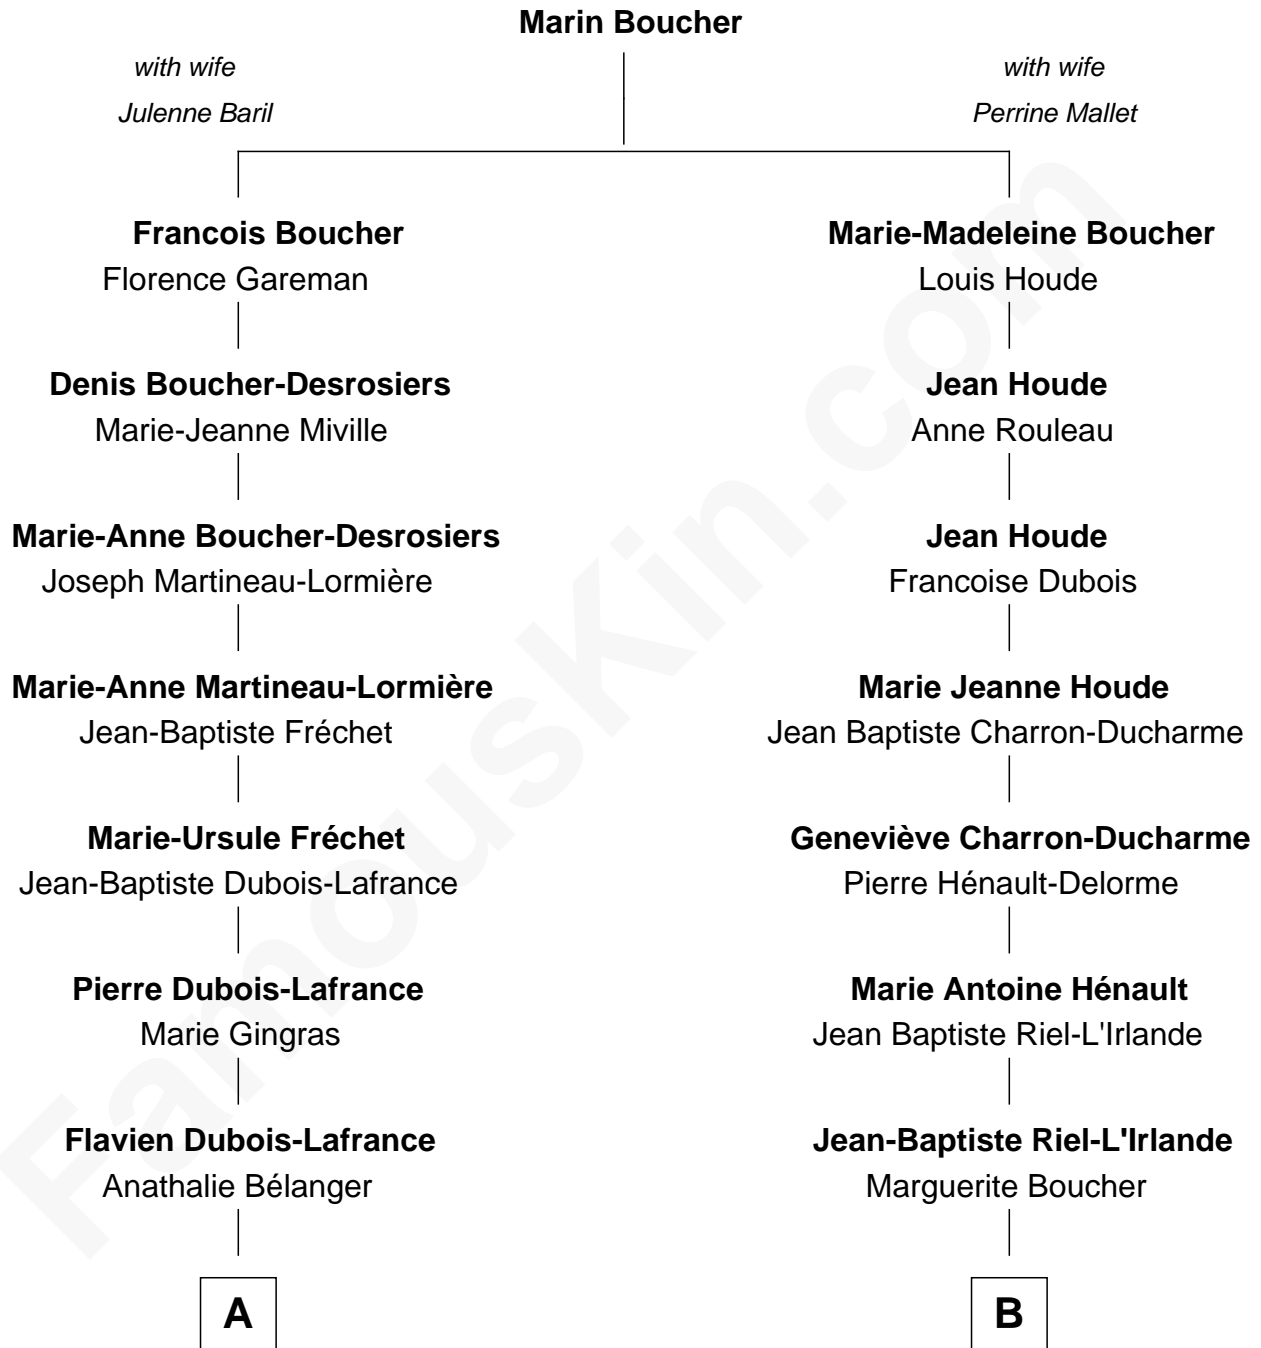 Marin Boucher
with wife
Julenne Baril
with wife
Perrine Mallet
Francois Boucher
Florence Gareman
Marie-Madeleine Boucher
Louis Houde
Denis Boucher-Desrosiers
Marie-Jeanne Miville
Jean Houde
Anne Rouleau
Marie-Anne Boucher-Desrosiers
Joseph Martineau-Lormière
Jean Houde
Francoise Dubois
Marie-Anne Martineau-Lormière
Jean-Baptiste Fréchet
Marie Jeanne Houde
Jean Baptiste Charron-Ducharme
Marie-Ursule Fréchet
Jean-Baptiste Dubois-Lafrance
Geneviève Charron-Ducharme
Pierre Hénault-Delorme
Pierre Dubois-Lafrance
Marie Gingras
Marie Antoine Hénault
Jean Baptiste Riel-L'Irlande
Flavien Dubois-Lafrance
Anathalie Bélanger
Jean-Baptiste Riel-L'Irlande
Marguerite Boucher
A
B
FamousKin.com